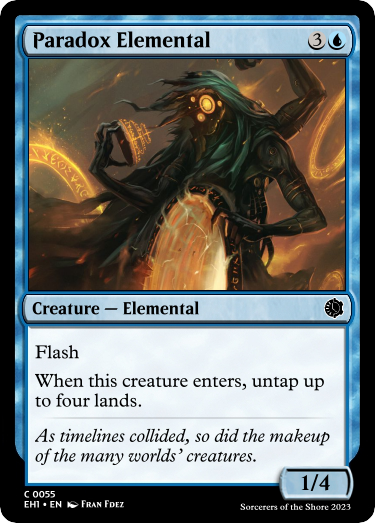 Paradox Elemental 3
Creature — Elemental
Flash
When this creature enters, untap up
to four lands.
As timelines collided, so did the makeup
of the many worlds’ creatures.
1/4
C 0055
EH1 • EN Fran Fdez
Sorcerers of the Shore 2023